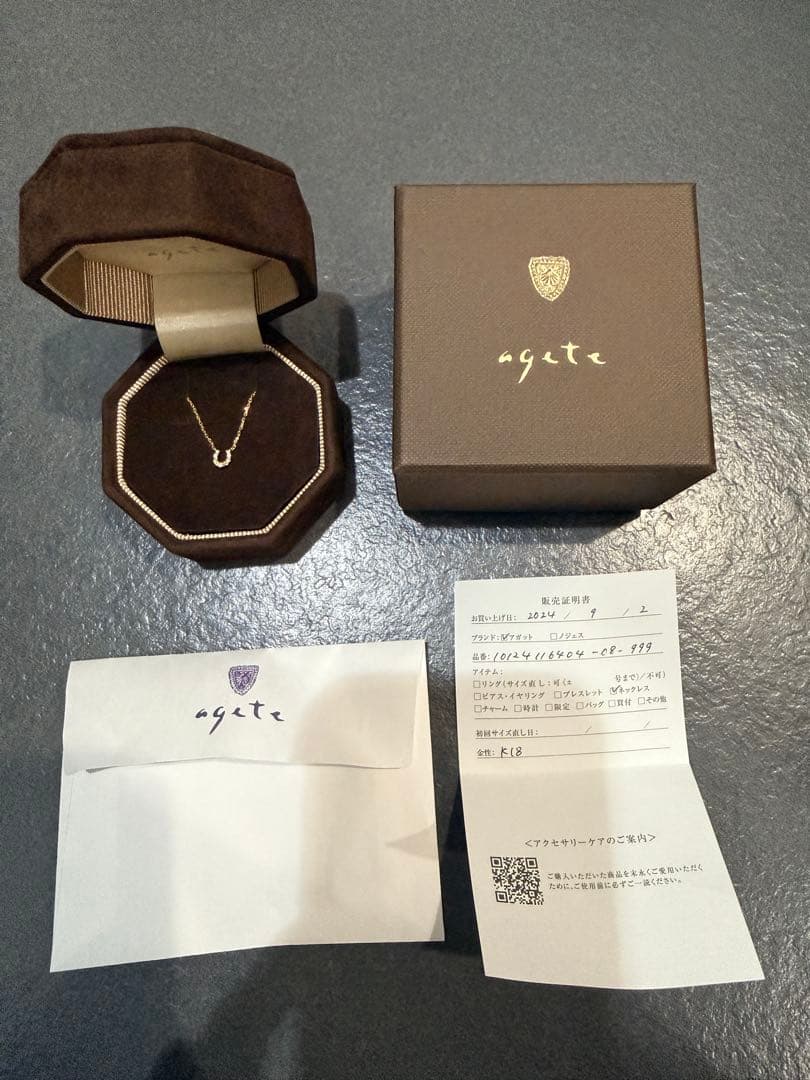 agete
agete
agete
販売証明書
お買い上げ日: 2024 / 9 / 2
ブランド: ☑アガット □ノジェス
品番: 10124116404-08-999
アイテム:
□リング(サイズ直し:可〈± 号まで〉/不可)
□ピアス・イヤリング □ブレスレット ☑ネックレス
□チャーム □時計 □限定 □バッグ □買付 □その他
初回サイズ直し日: / /
金性: K18
<アクセサリーケアのご案内>
ご購入いただいた商品を末永くご愛用いただく
ために、ご使用前に必ずご一読ください。